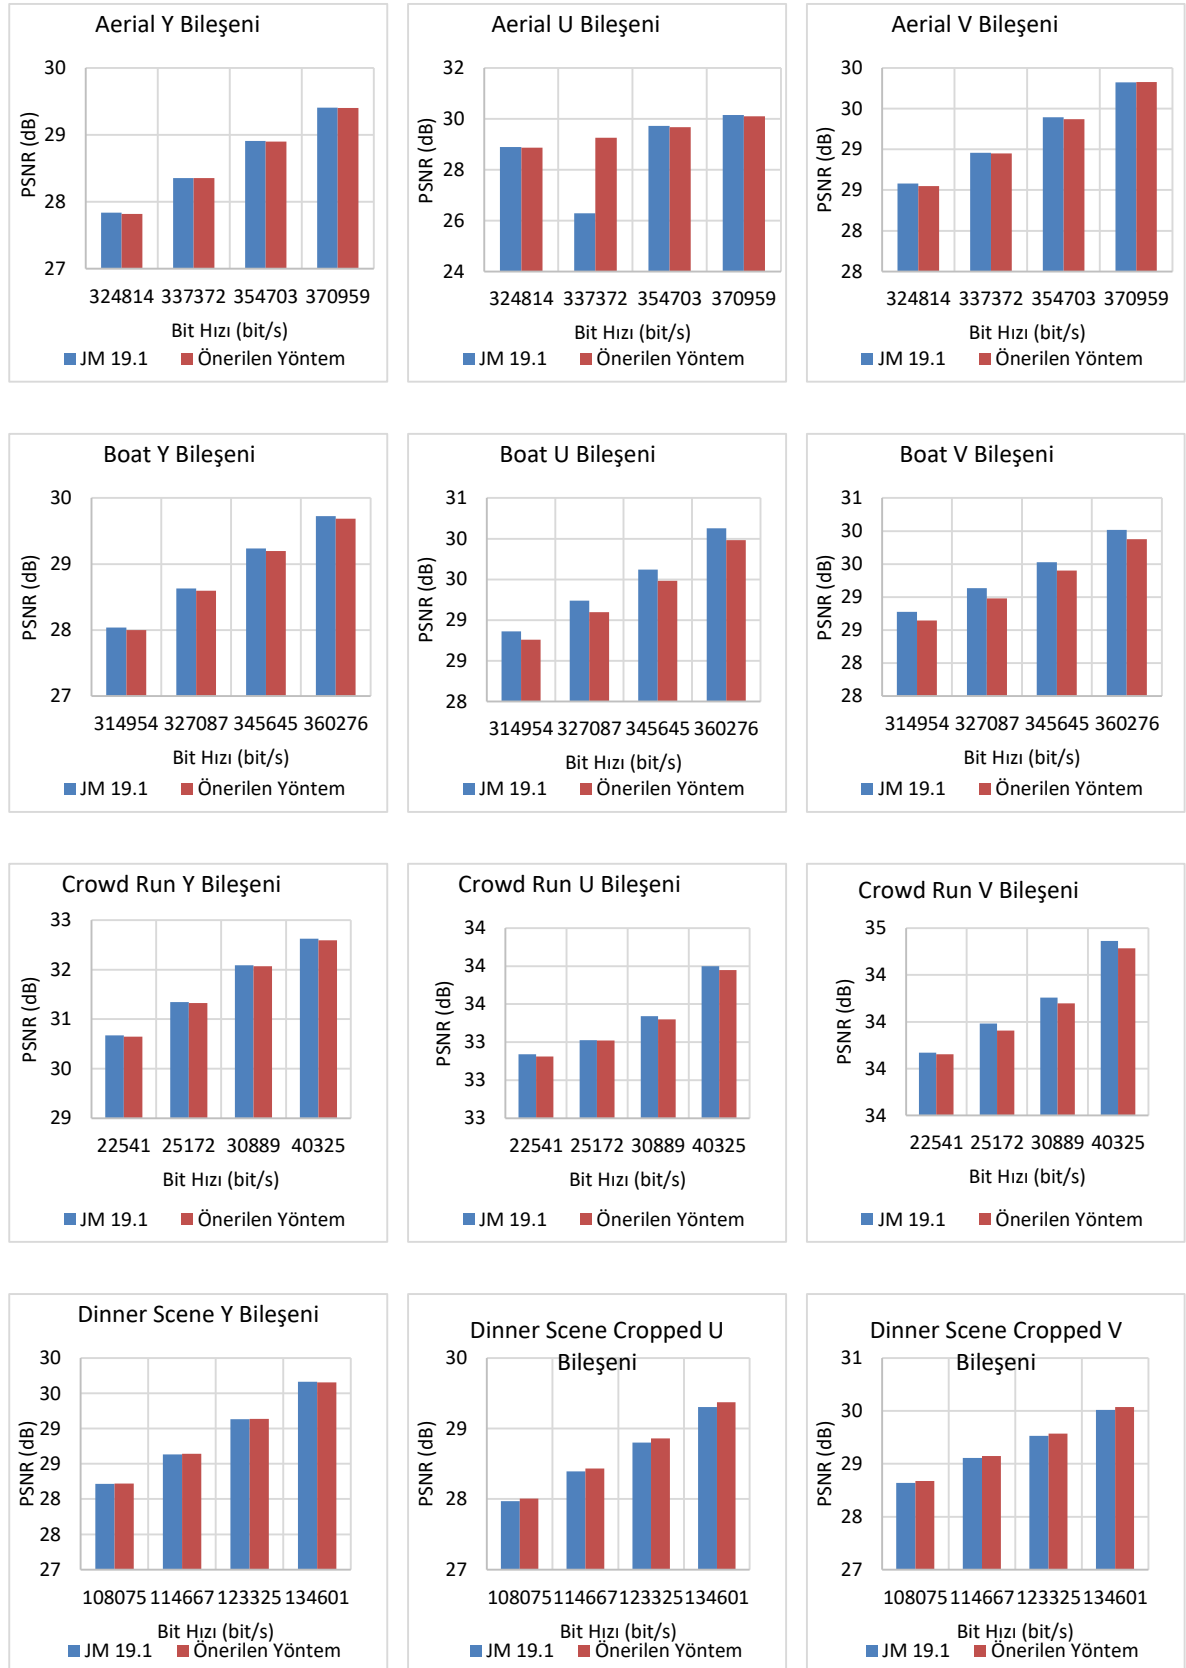 Aerial Y Bileşeni
30
29
28
27
PSNR (dB)
324814 337372 354703 370959
Bit Hızı (bit/s)
JM 19.1 Önerilen Yöntem
Aerial U Bileşeni
32
30
28
26
24
PSNR (dB)
324814 337372 354703 370959
Bit Hızı (bit/s)
JM 19.1 Önerilen Yöntem
Aerial V Bileşeni
30
30
29
29
28
28
PSNR (dB)
324814 337372 354703 370959
Bit Hızı (bit/s)
JM 19.1 Önerilen Yöntem
Boat Y Bileşeni
30
29
28
27
PSNR (dB)
314954 327087 345645 360276
Bit Hızı (bit/s)
JM 19.1 Önerilen Yöntem
Boat U Bileşeni
31
30
30
29
29
28
PSNR (dB)
314954 327087 345645 360276
Bit Hızı (bit/s)
JM 19.1 Önerilen Yöntem
Boat V Bileşeni
31
30
30
29
29
28
28
PSNR (dB)
314954 327087 345645 360276
Bit Hızı (bit/s)
JM 19.1 Önerilen Yöntem
Crowd Run Y Bileşeni
33
32
31
30
29
PSNR (dB)
22541 25172 30889 40325
Bit Hızı (bit/s)
JM 19.1 Önerilen Yöntem
Crowd Run U Bileşeni
34
34
34
33
33
33
PSNR (dB)
22541 25172 30889 40325
Bit Hızı (bit/s)
JM 19.1 Önerilen Yöntem
Crowd Run V Bileşeni
35
34
34
34
34
PSNR (dB)
22541 25172 30889 40325
Bit Hızı (bit/s)
JM 19.1 Önerilen Yöntem
Dinner Scene Y Bileşeni
30
30
29
29
28
28
27
PSNR (dB)
108075 114667 123325 134601
Bit Hızı (bit/s)
JM 19.1 Önerilen Yöntem
Dinner Scene Cropped U
Bileşeni
30
29
28
27
PSNR (dB)
108075 114667 123325 134601
Bit Hızı (bit/s)
JM 19.1 Önerilen Yöntem
Dinner Scene Cropped V
Bileşeni
31
30
29
28
27
PSNR (dB)
108075 114667 123325 134601
Bit Hızı (bit/s)
JM 19.1 Önerilen Yöntem